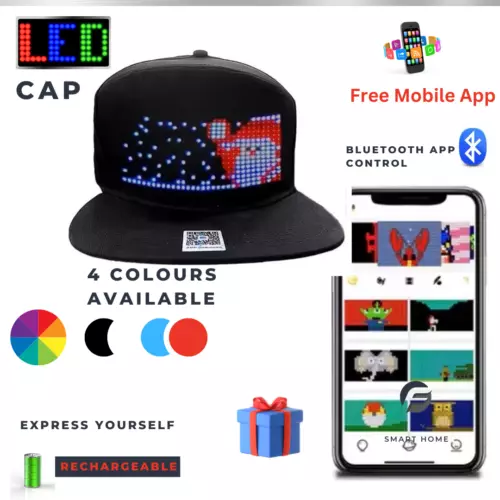 LED
CAP
Free Mobile App
BLUETOOTH APP
CONTROL
4 COLOURS
AVAILABLE
EXPRESS YOURSELF
RECHARGEABLE
SMART HOME